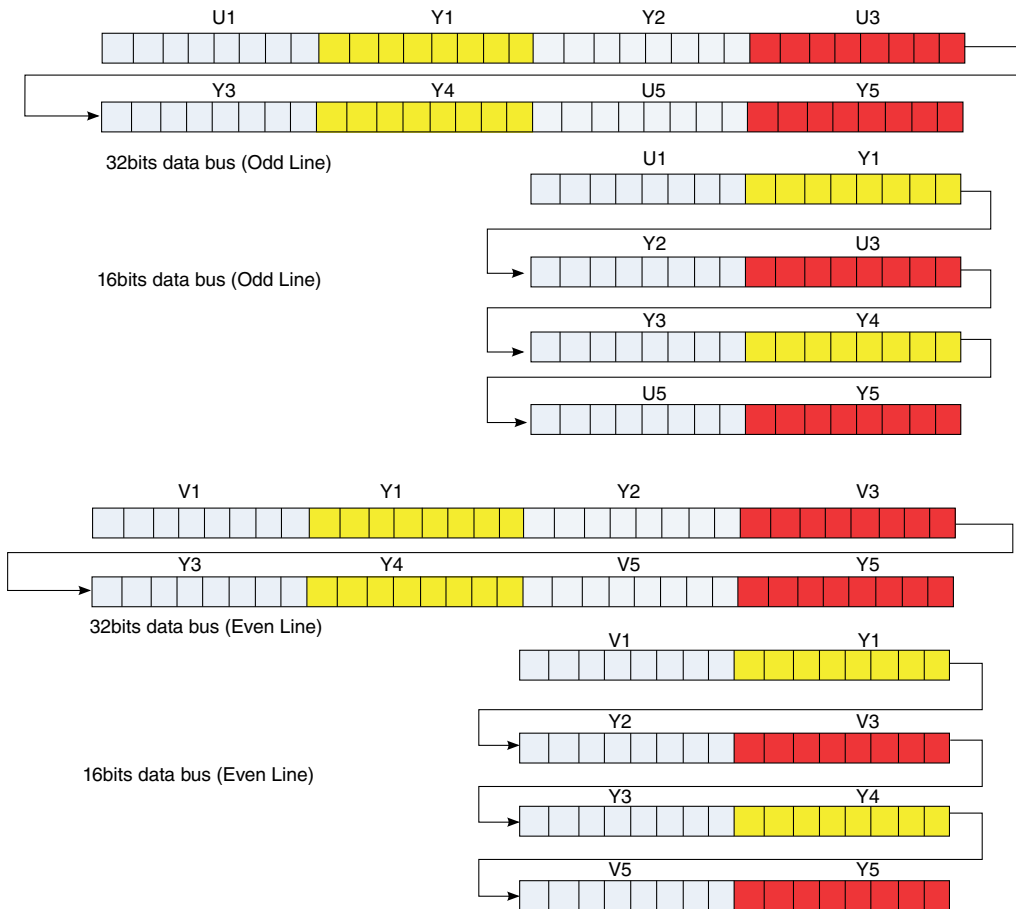 U1 Y1 Y2 U3
Y3 Y4 U5 Y5
32bits data bus (Odd Line)
U1 Y1
16bits data bus (Odd Line)
Y2 U3
Y3 Y4
U5 Y5
V1 Y1 Y2 V3
Y3 Y4 V5 Y5
32bits data bus (Even Line)
V1 Y1
Y2 V3
16bits data bus (Even Line)
Y3 Y4
V5 Y5